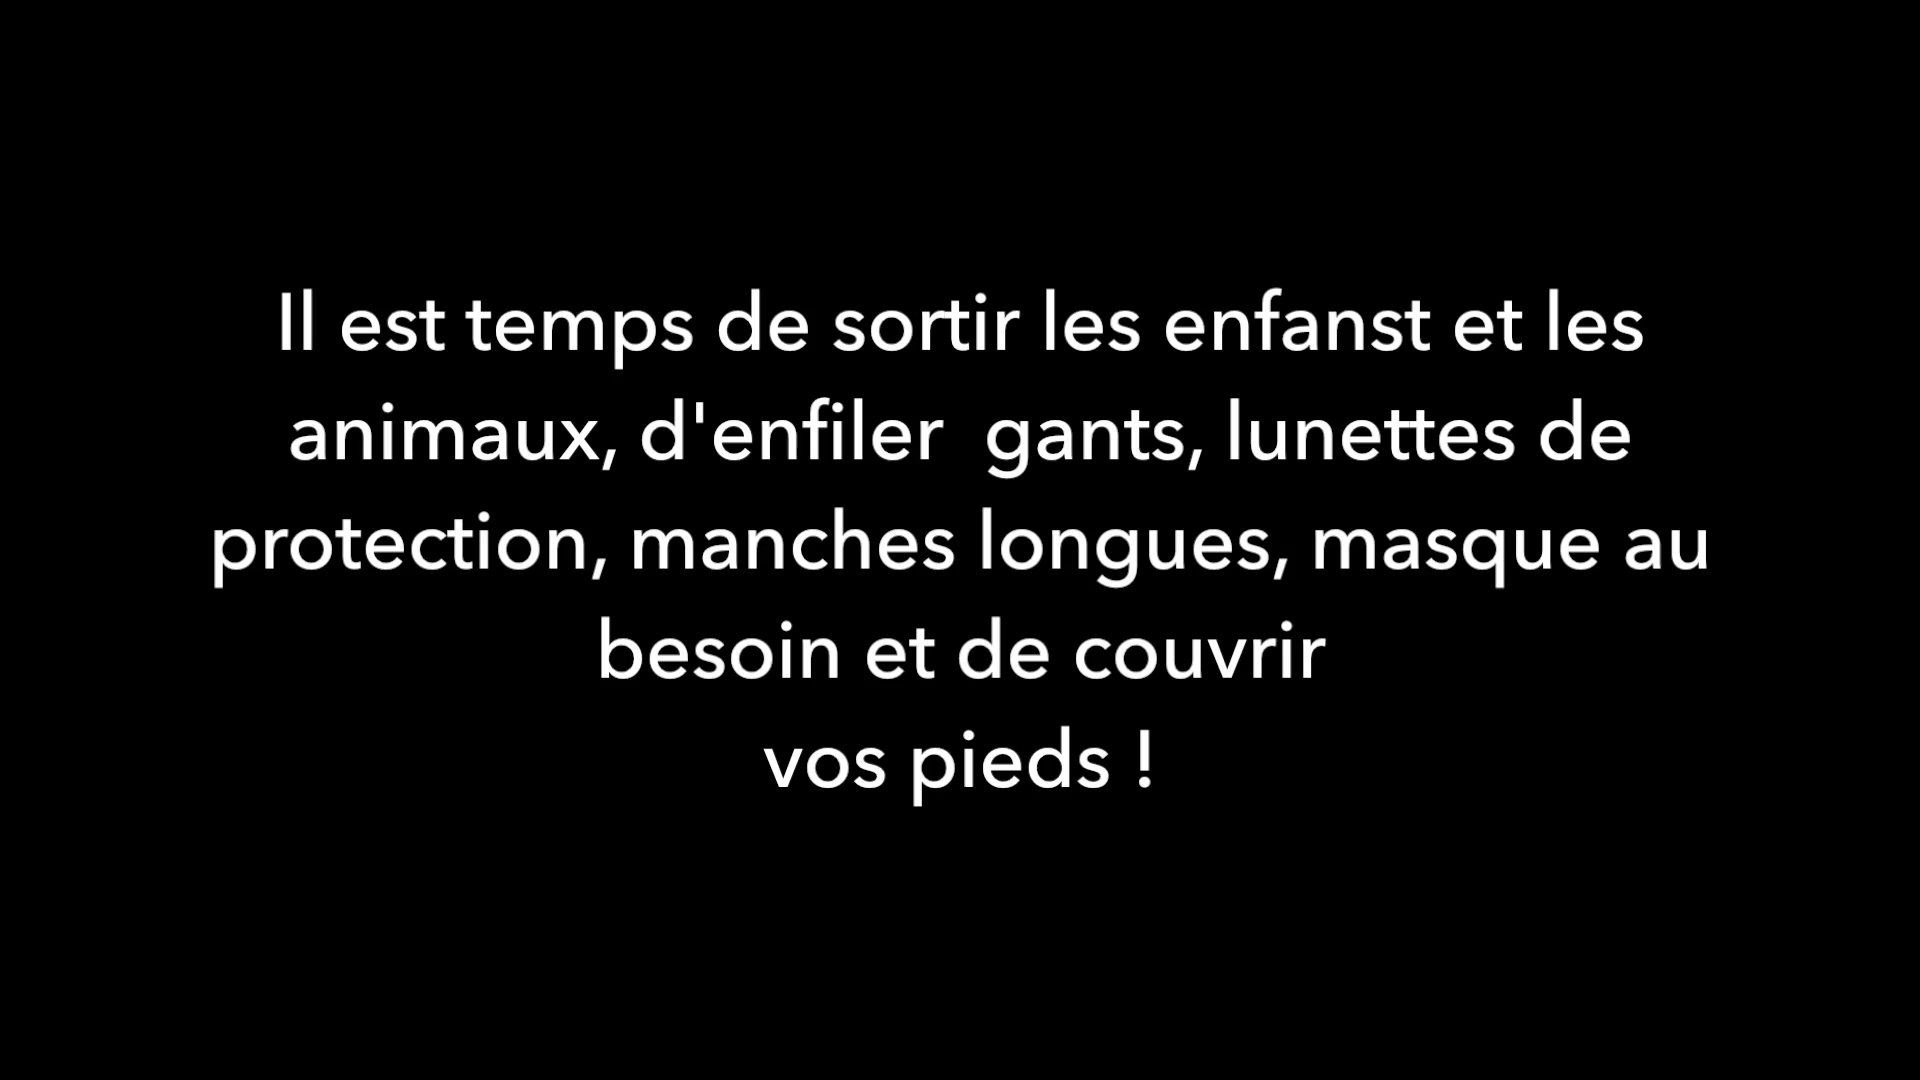 Il est temps de sortir les enfanst et les
animaux, d'enfiler  gants, lunettes de
protection, manches longues, masque au
besoin et de couvrir
vos pieds !